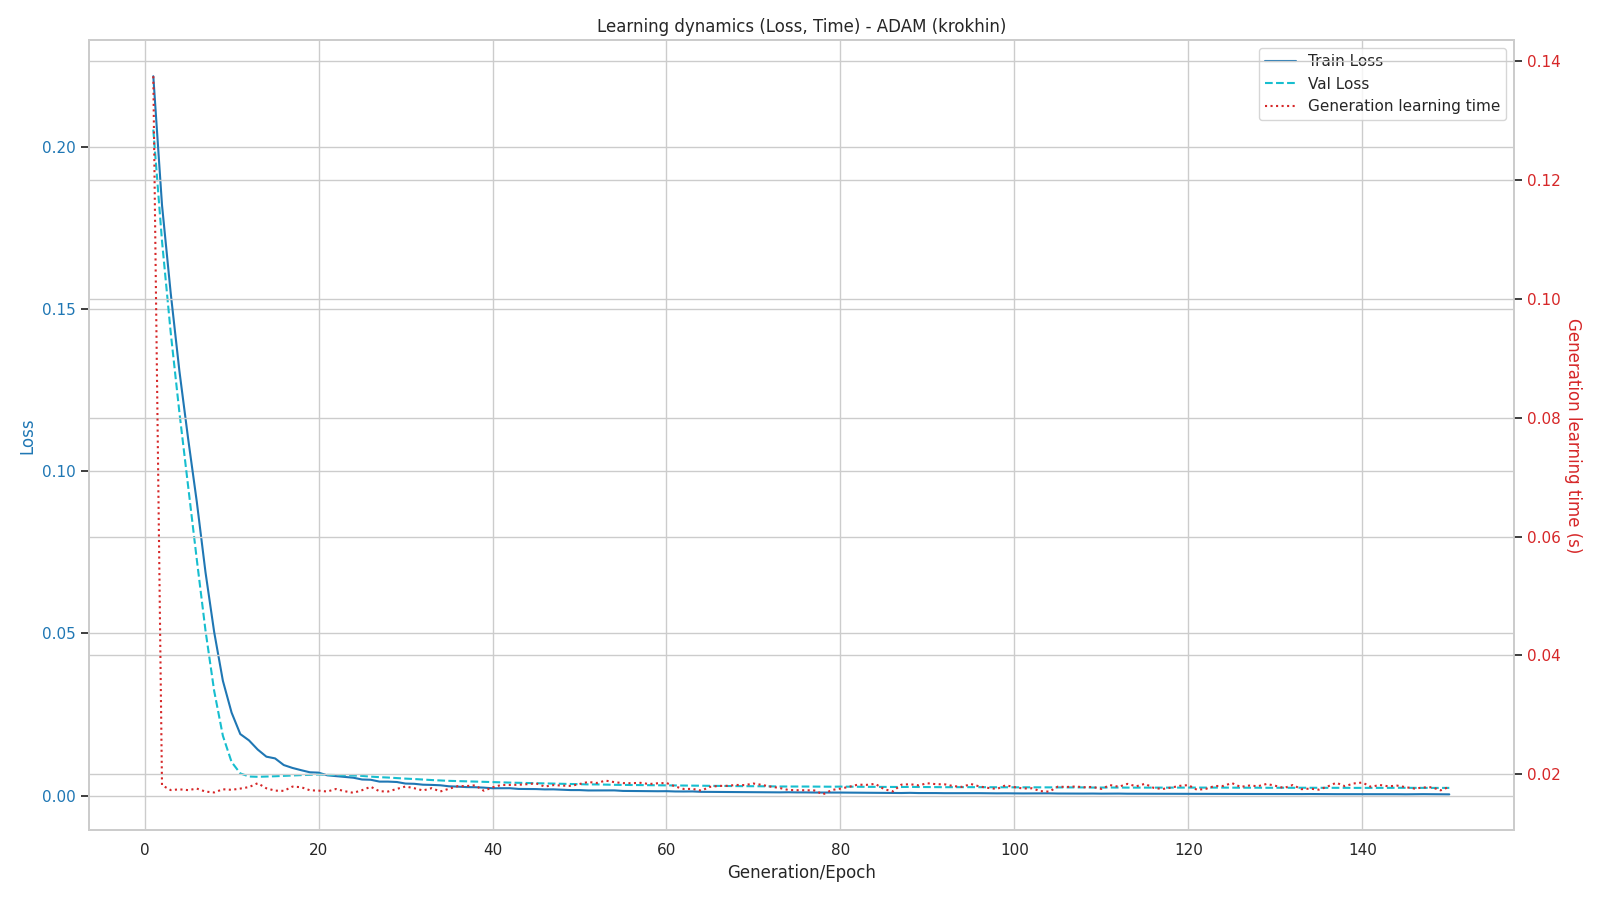 Learning dynamics (Loss, Time) - ADAM (krokhin)
Train Loss
Val Loss
Generation learning time
0.20
0.15
0.10
0.05
0.00
Loss
0.14
0.12
0.10
0.08
0.06
0.04
0.02
Generation learning time (s)
0 20 40 60 80 100 120 140
Generation/Epoch